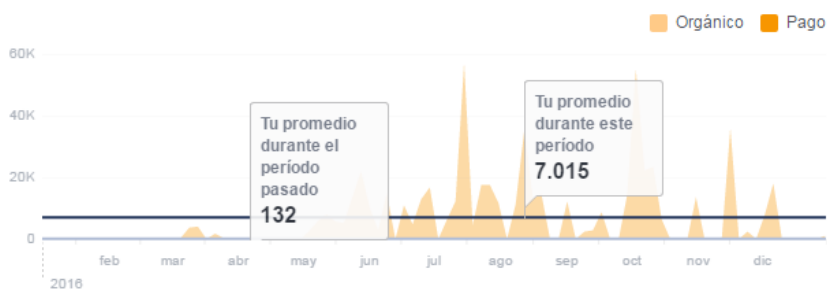 Orgánico Pago
60K
40K
20K
0
Tu promedio
durante el
período
pasado
132
Tu promedio
durante este
período
7.015
feb mar abr may jun jul ago sep oct nov dic
2016